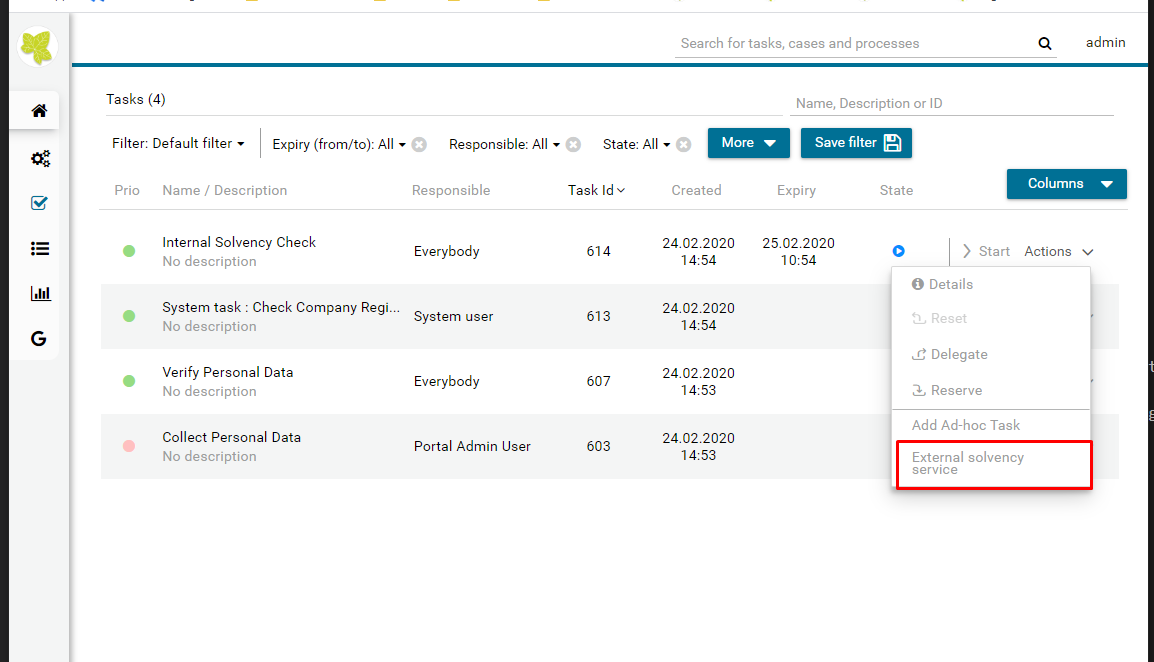 Search for tasks, cases and processes
admin
Tasks (4)
Name, Description or ID
Filter: Default filter
Expiry (from/to): All
Responsible: All
State: All
More
Save filter
Columns
Prio
Name / Description
Responsible
Task Id
Created
Expiry
State
Internal Solvency Check
No description
Everybody
614
24.02.2020
14:54
25.02.2020
10:54
Start
Actions
System task : Check Company Regi...
No description
System user
613
24.02.2020
14:54
Verify Personal Data
No description
Everybody
607
24.02.2020
14:53
Collect Personal Data
No description
Portal Admin User
603
24.02.2020
14:53
Details
Reset
Delegate
Reserve
Add Ad-hoc Task
External solvency
service
G